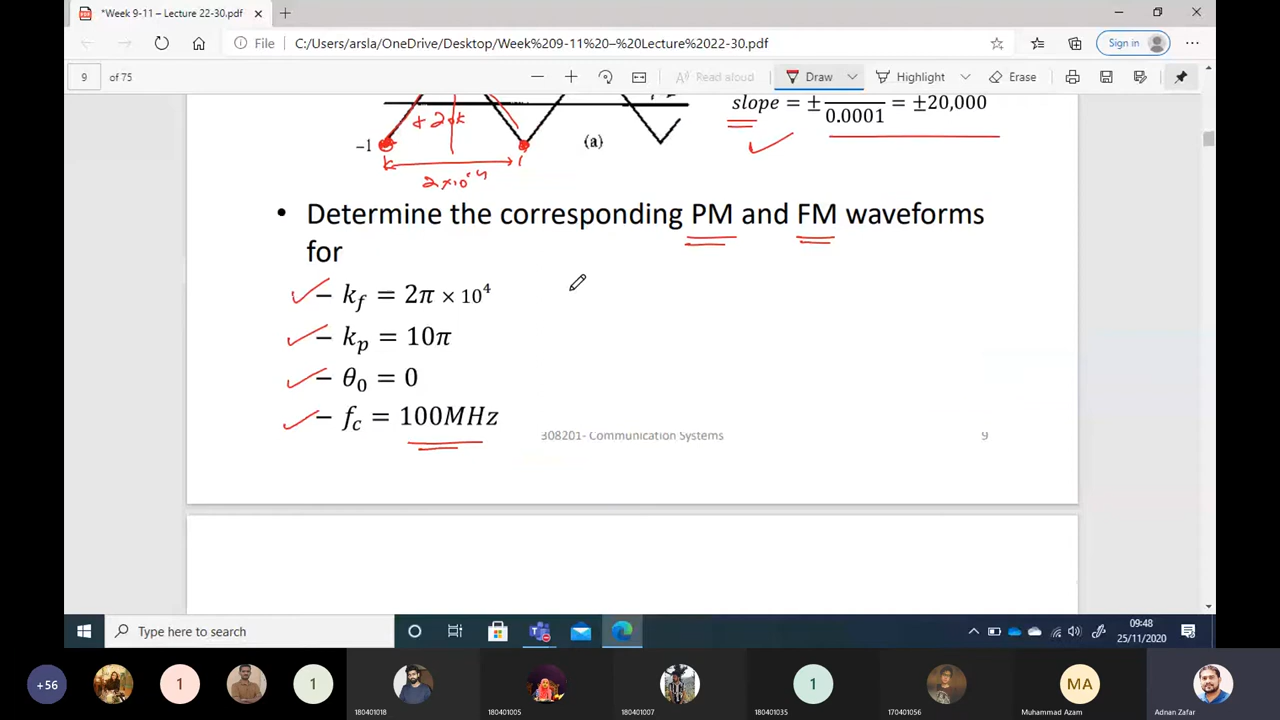 *Week 9-11 – Lecture 22-30.pdf
File C:/Users/arsla/OneDrive/Desktop/Week%209-11%20–%20Lecture%2022-30.pdf
Sign in
9 of 75
Read aloud
Draw
Highlight
Erase
slope = ± / 0.0001 = ±20,000
+2k
-1
(a)
2×10⁻⁴
• Determine the corresponding PM and FM waveforms
for
– k_f = 2π × 10⁴
– k_p = 10π
– θ₀ = 0
– f_c = 100MHz
308201- Communication Systems
9
Type here to search
09:48
25/11/2020
+56
1
1
1
MA
180401018
180401005
180401007
180401035
170401056
Muhammad Azam
Adnan Zafar